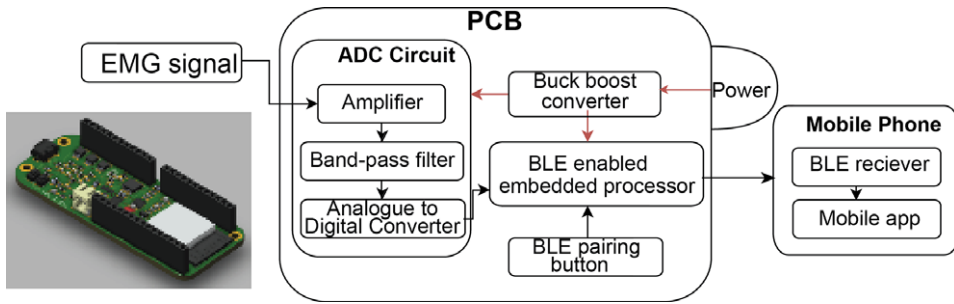 PCB
EMG signal
ADC Circuit
Amplifier
Band-pass filter
Analogue to
Digital Converter
Buck boost
converter
Power
BLE enabled
embedded processor
BLE pairing
button
Mobile Phone
BLE reciever
Mobile app